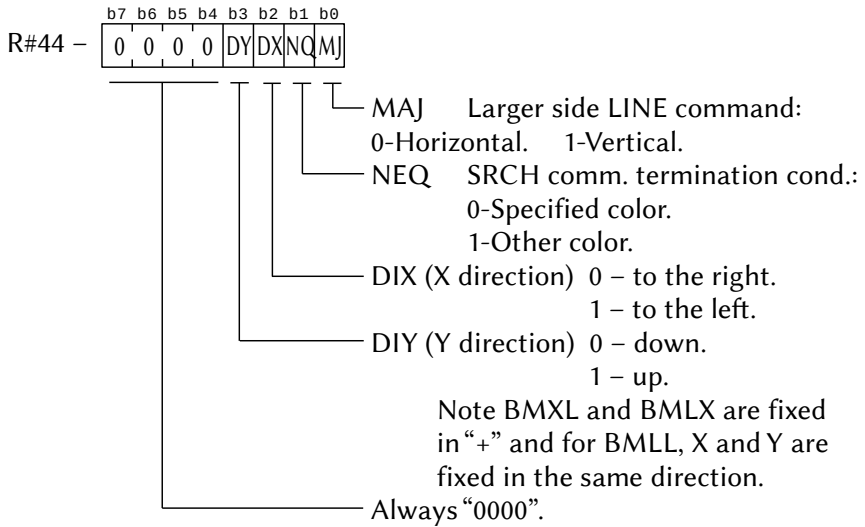 b7 b6 b5 b4 b3 b2 b1 b0
R#44 – 0 0 0 0 DY DX NQ MJ
MAJ Larger side LINE command:
0-Horizontal. 1-Vertical.
NEQ SRCH comm. termination cond.:
0-Specified color.
1-Other color.
DIX (X direction) 0 – to the right.
1 – to the left.
DIY (Y direction) 0 – down.
1 – up.
Note BMXL and BMLX are fixed
in “+” and for BMLL, X and Y are
fixed in the same direction.
Always “0000”.